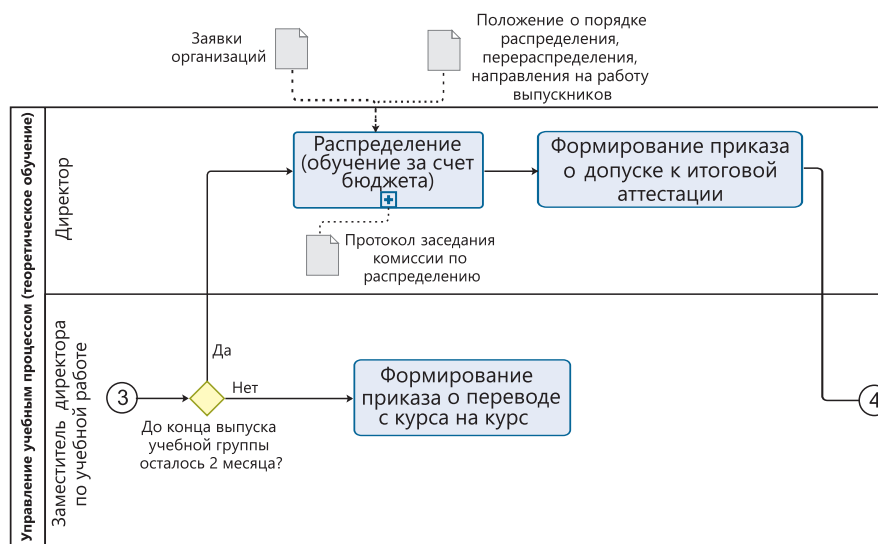 Заявки
организаций
Положение о порядке
распределения,
перераспределения,
направления на работу
выпускников
Управление учебным процессом (теоретическое обучение)
Директор
Распределение
(обучение за счет
бюджета)
Формирование приказа
о допуске к итоговой
аттестации
Протокол заседания
комиссии по
распределению
Заместитель директора
по учебной работе
3
Да
Нет
До конца выпуска
учебной группы
осталось 2 месяца?
Формирование
приказа о переводе
с курса на курс
4